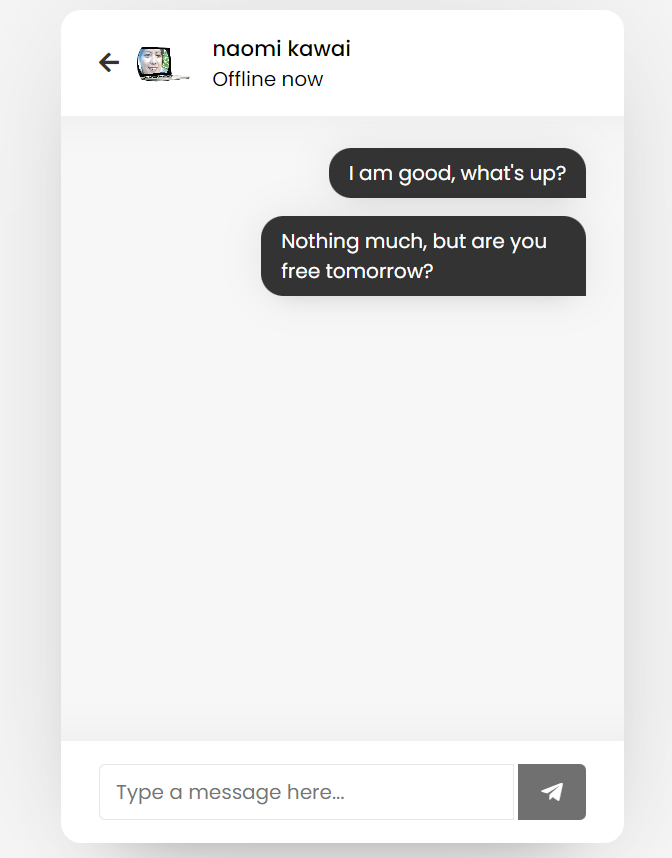 naomi kawai
Offline now
I am good, what's up?
Nothing much, but are you
free tomorrow?
Type a message here...